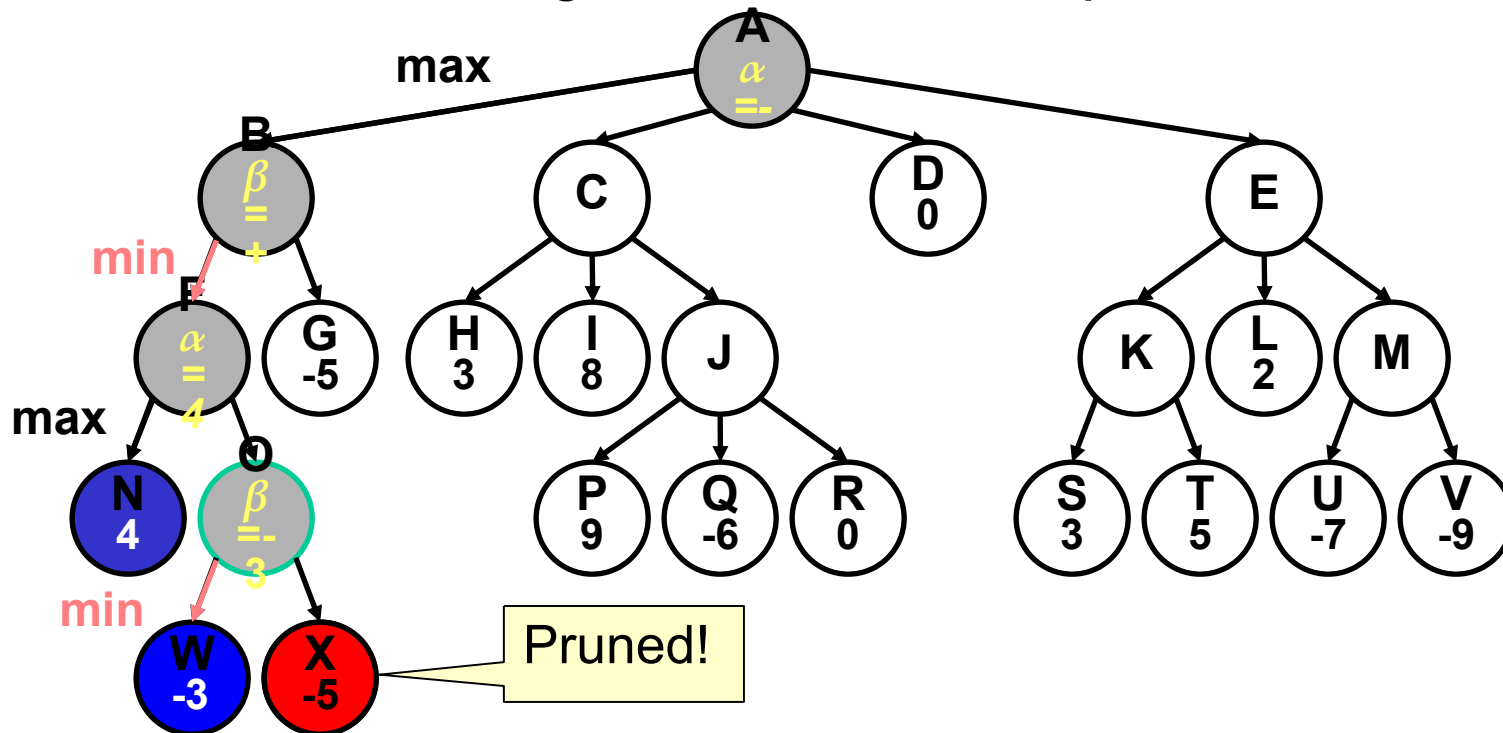 A
α
=-
max
B
β
=
+
C
D
0
E
min
F
α
=
4
G
-5
H
3
I
8
J
K
L
2
M
max
N
4
O
β
=-
3
P
9
Q
-6
R
0
S
3
T
5
U
-7
V
-9
min
W
-3
X
-5
Pruned!